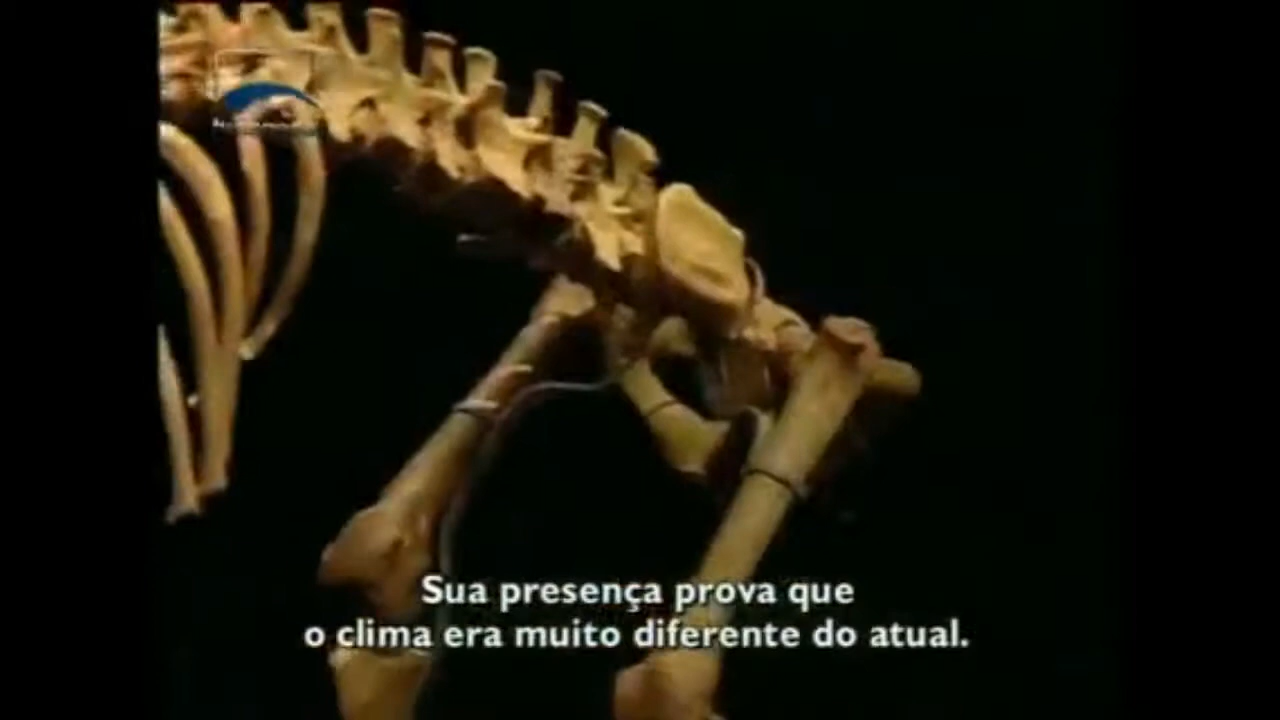 Sua presença prova que
o clima era muito diferente do atual.